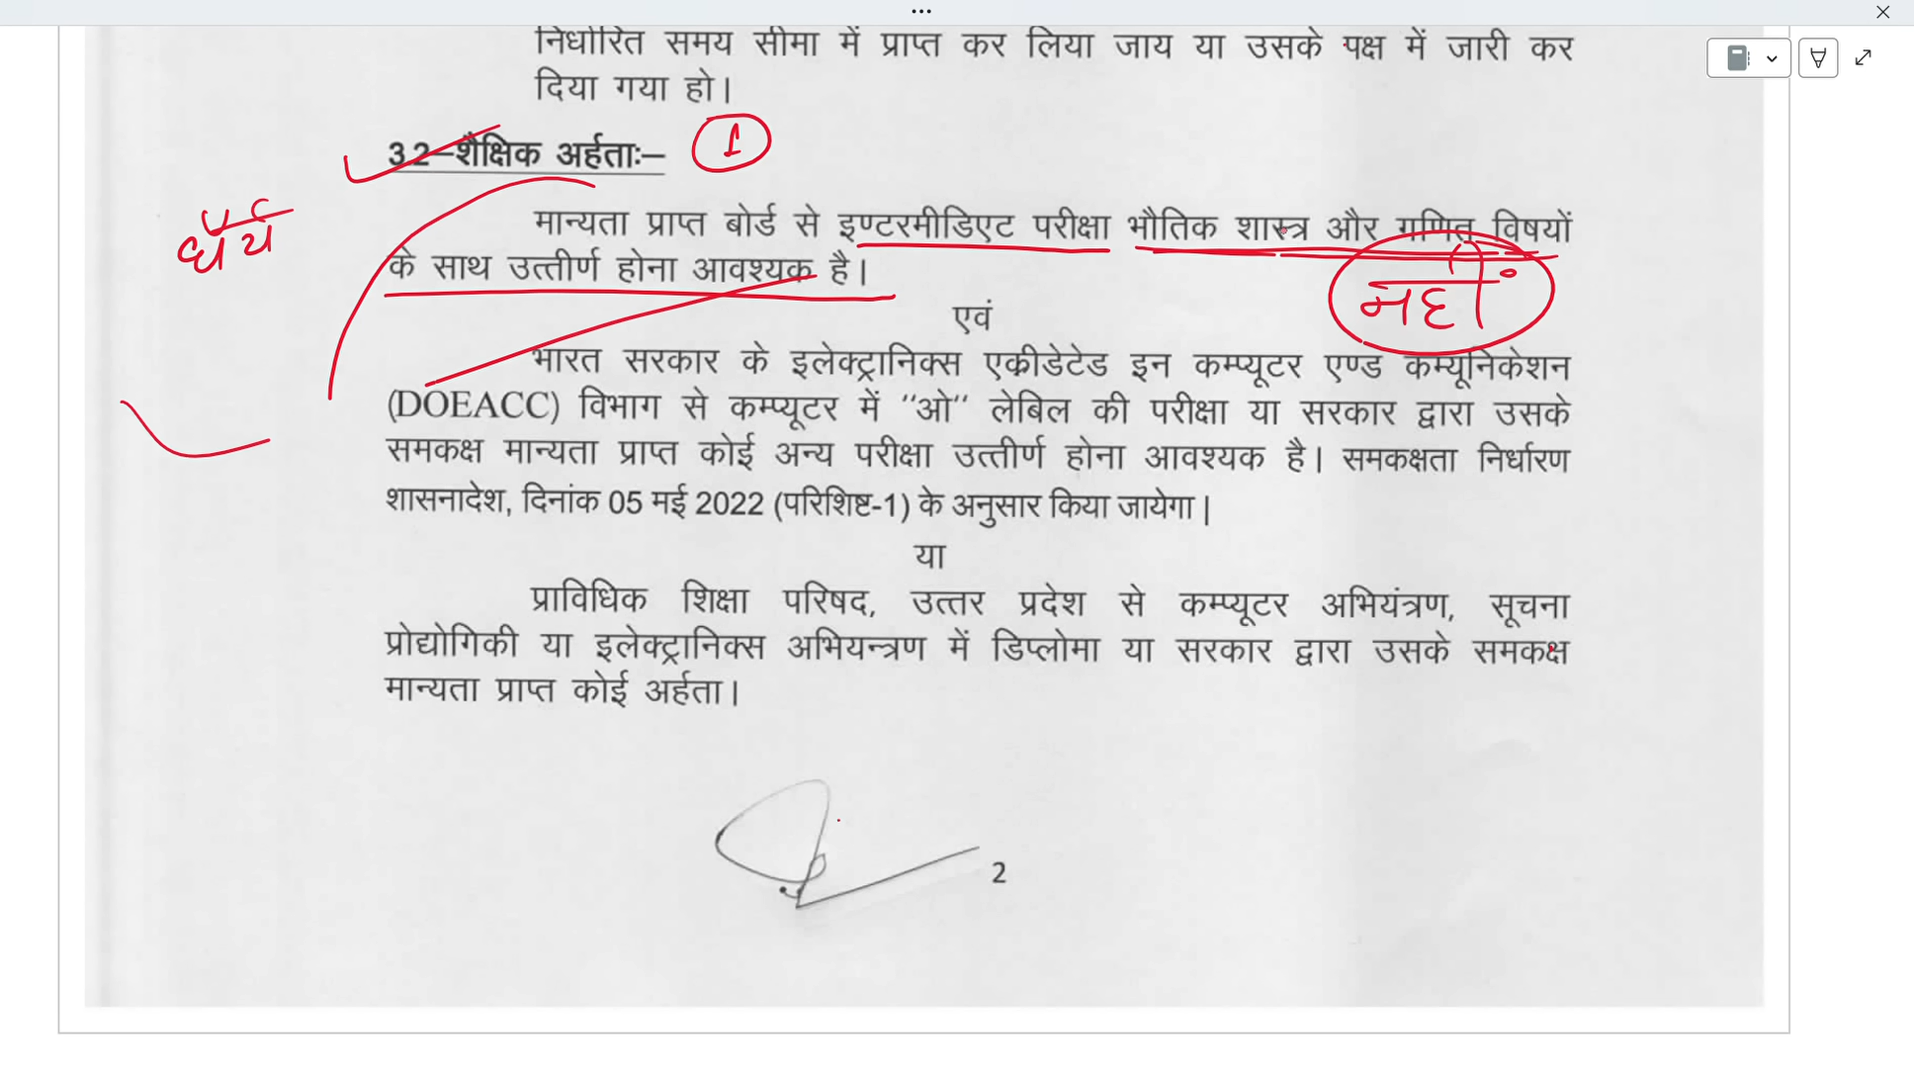 निर्धारित समय सीमा में प्राप्त कर लिया जाय या उसके पक्ष में जारी कर
दिया गया हो।
3.2–शैक्षिक अर्हताः– 1
धैर्य
मान्यता प्राप्त बोर्ड से इण्टरमीडिएट परीक्षा भौतिक शास्त्र और गणित विषयों
के साथ उत्तीर्ण होना आवश्यक है।
नहीं
एवं
भारत सरकार के इलेक्ट्रानिक्स एक्रीडेटेड इन कम्प्यूटर एण्ड कम्यूनिकेशन
(DOEACC) विभाग से कम्प्यूटर में ''ओ'' लेबिल की परीक्षा या सरकार द्वारा उसके
समकक्ष मान्यता प्राप्त कोई अन्य परीक्षा उत्तीर्ण होना आवश्यक है। समकक्षता निर्धारण
शासनादेश, दिनांक 05 मई 2022 (परिशिष्ट-1) के अनुसार किया जायेगा।
या
प्राविधिक शिक्षा परिषद, उत्तर प्रदेश से कम्प्यूटर अभियंत्रण, सूचना
प्रोद्योगिकी या इलेक्ट्रानिक्स अभियन्त्रण में डिप्लोमा या सरकार द्वारा उसके समकक्ष
मान्यता प्राप्त कोई अर्हता।
2